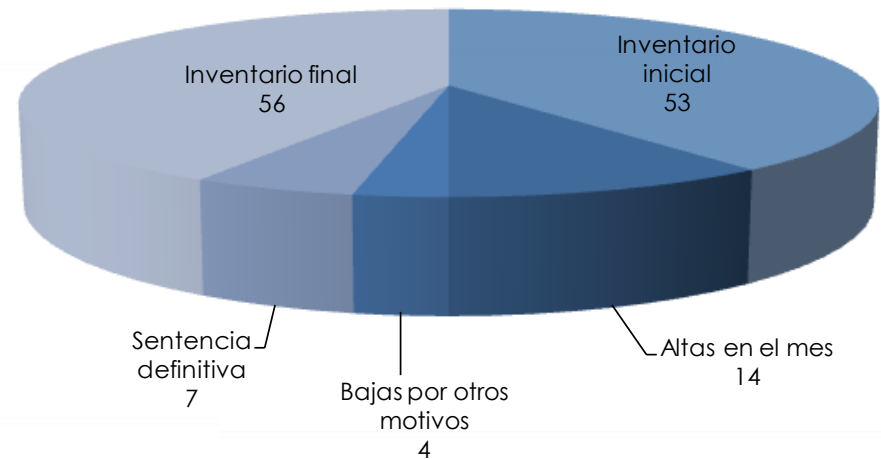 Inventario
inicial
53
Inventario final
56
Sentencia
definitiva
7
Bajas por otros
motivos
4
Altas en el mes
14